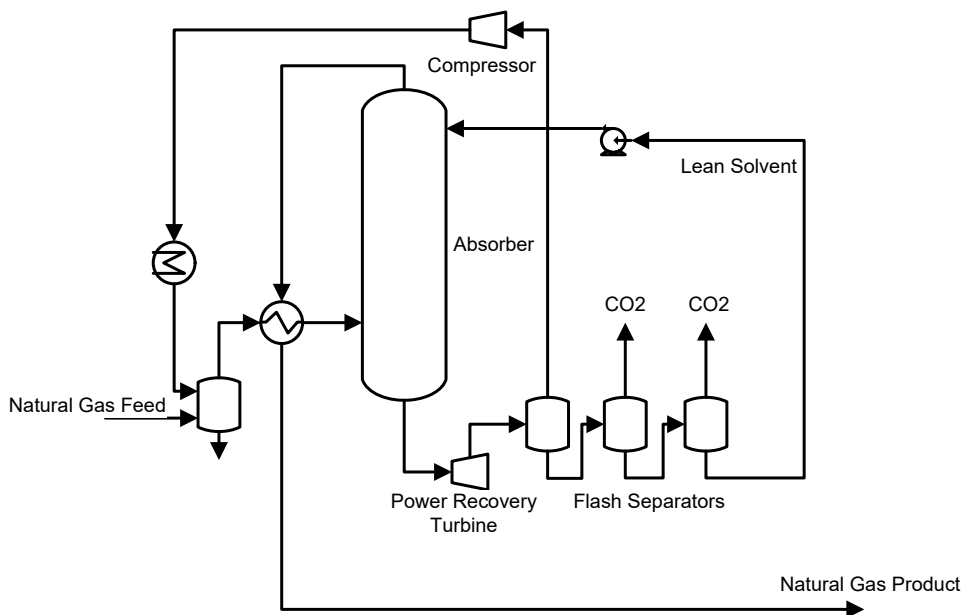 Compressor
Lean Solvent
Absorber
CO2
CO2
Natural Gas Feed
Power Recovery
Turbine
Flash Separators
Natural Gas Product